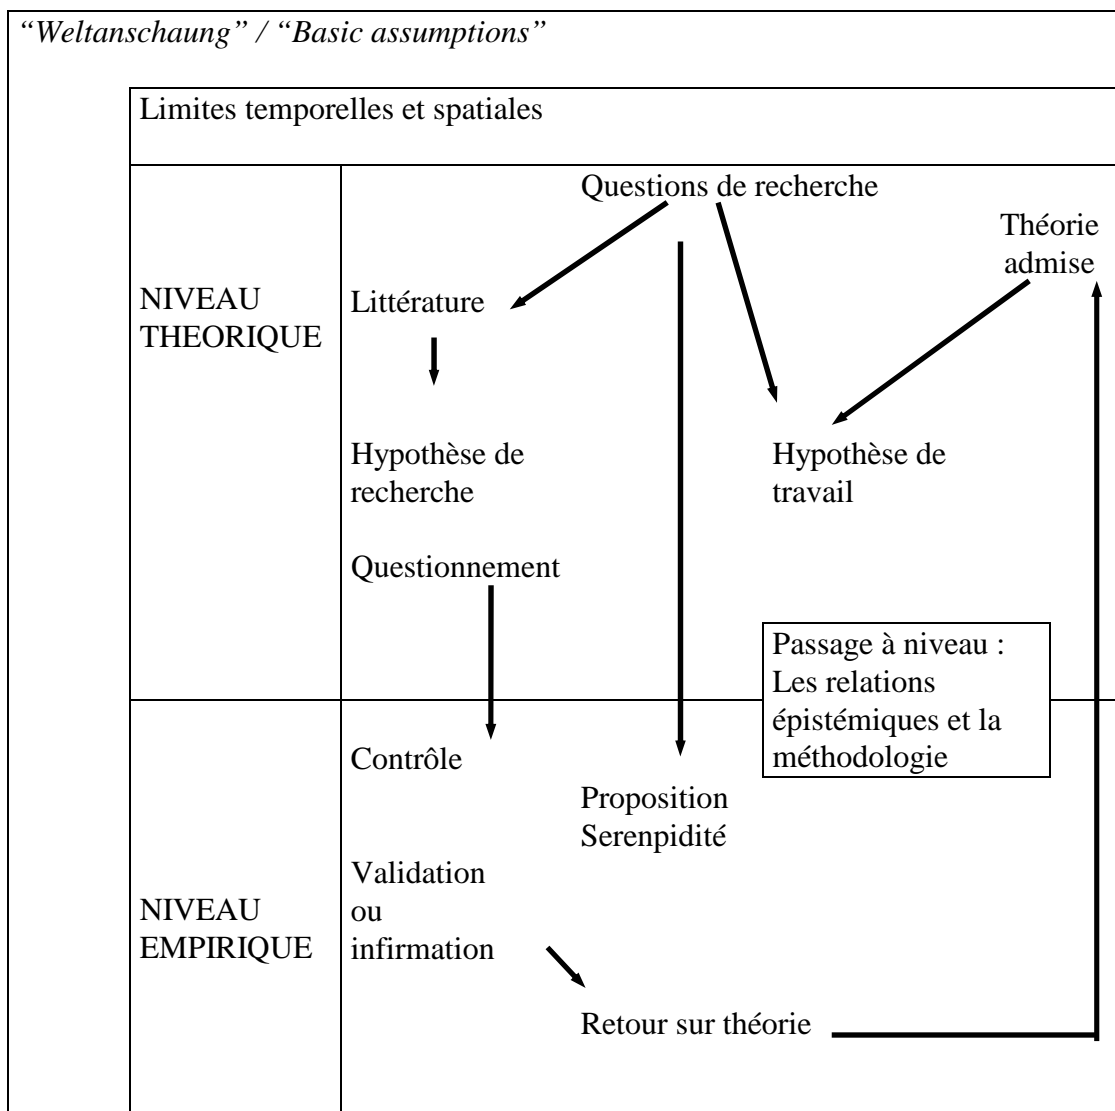 “Weltanschaung” / “Basic assumptions”
Limites temporelles et spatiales
NIVEAU
THEORIQUE
Questions de recherche
Théorie
admise
Littérature
Hypothèse de
recherche
Hypothèse de
travail
Questionnement
Passage à niveau :
Les relations
épistémiques et la
méthodologie
NIVEAU
EMPIRIQUE
Contrôle
Proposition
Serenpidité
Validation
ou
infirmation
Retour sur théorie